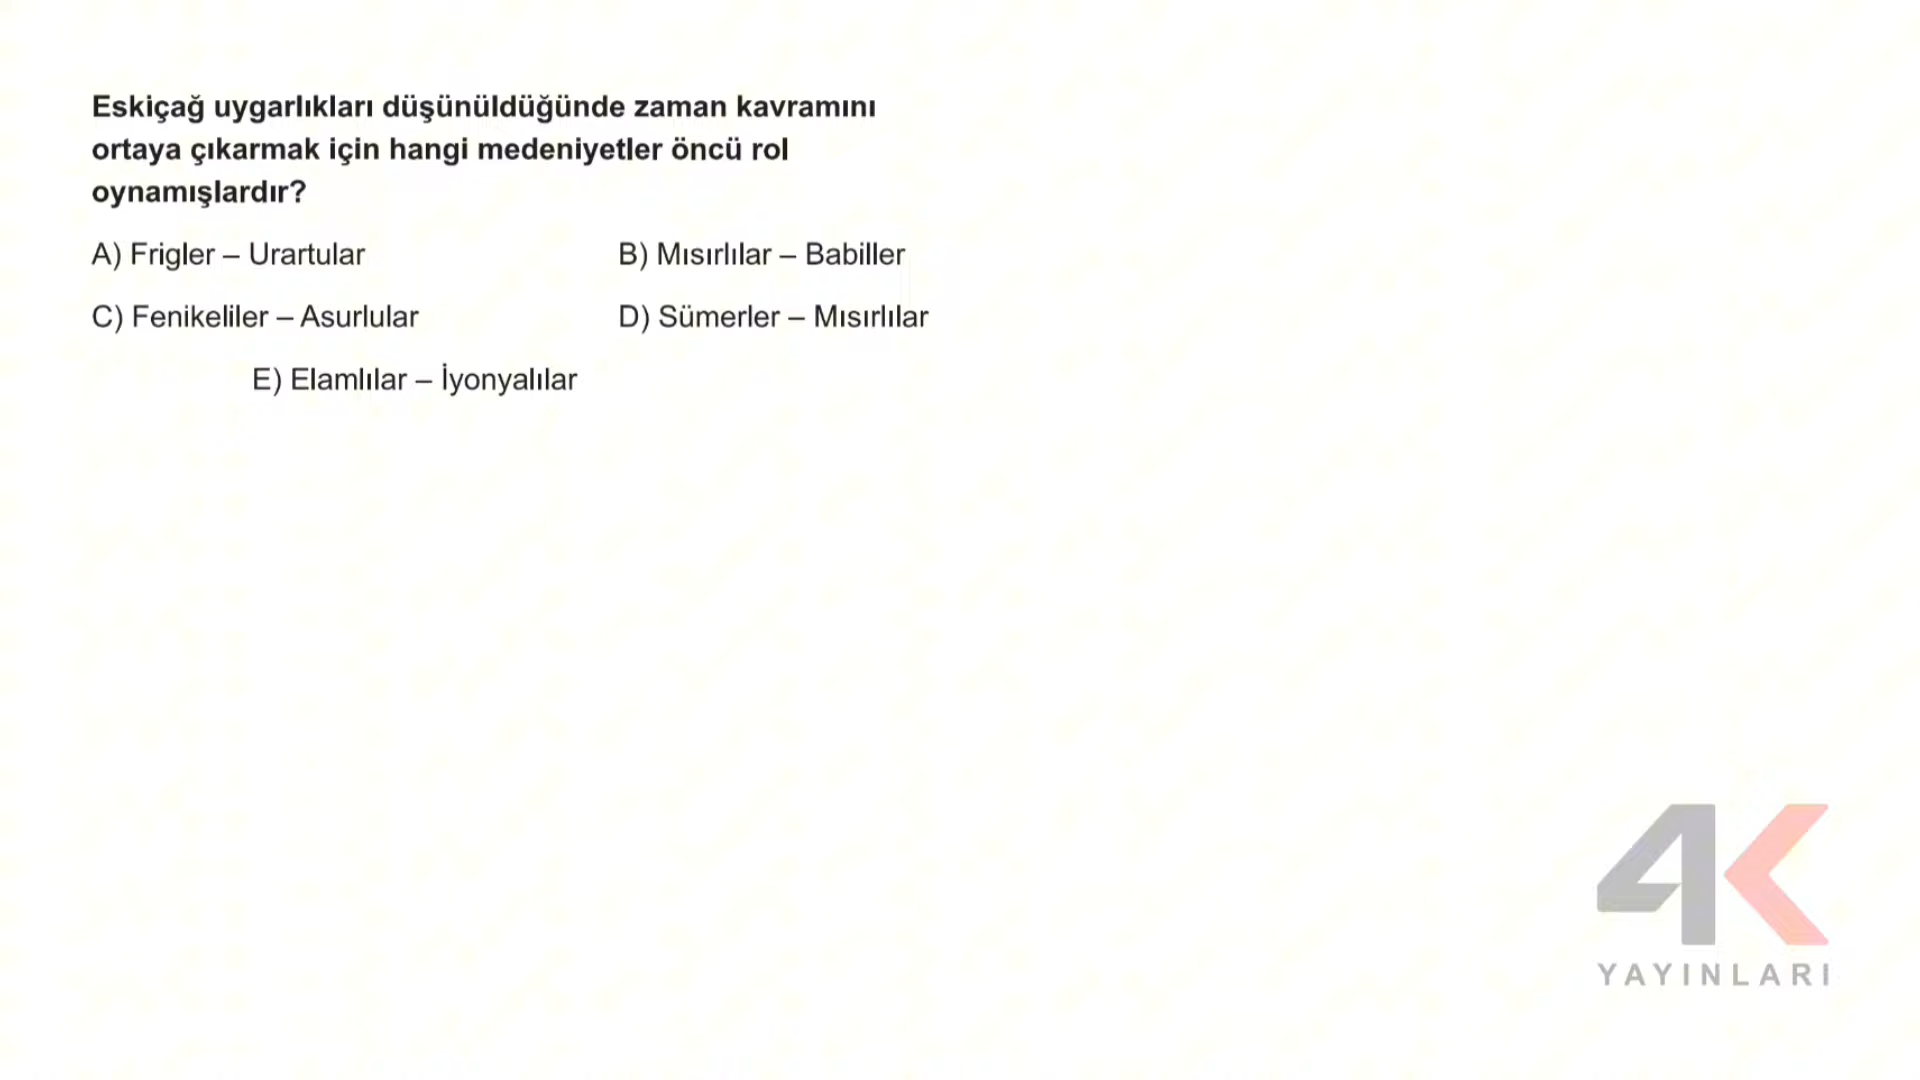 Eskiçağ uygarlıkları düşünüldüğünde zaman kavramını
ortaya çıkarmak için hangi medeniyetler öncü rol
oynamışlardır?
A) Frigler – Urartular
B) Mısırlılar – Babiller
C) Fenikeliler – Asurlular
D) Sümerler – Mısırlılar
E) Elamlılar – İyonyalılar
4K
YAYINLARI